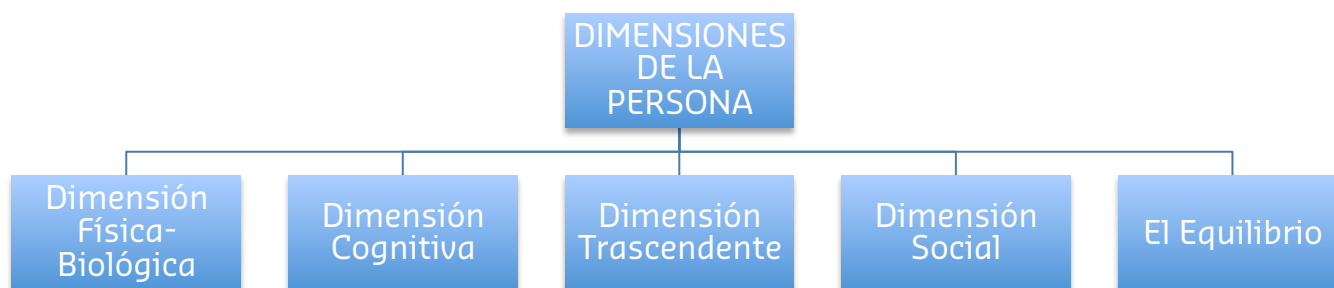 DIMENSIONES
DE LA
PERSONA
Dimensión
Física-
Biológica
Dimensión
Cognitiva
Dimensión
Trascendente
Dimensión
Social
El Equilibrio